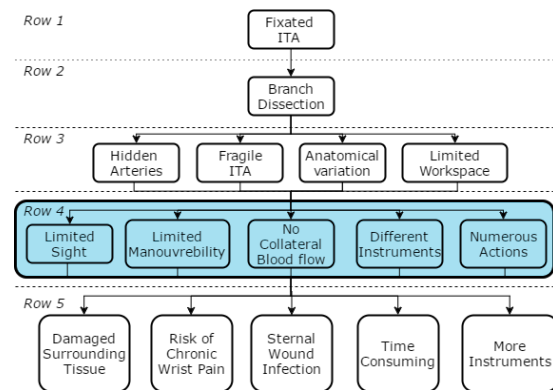 Row 1
Fixated
ITA
Row 2
Branch
Dissection
Row 3
Hidden
Arteries
Fragile
ITA
Anatomical
variation
Limited
Workspace
Row 4
Limited
Sight
Limited
Manouvrebility
No
Collateral
Blood flow
Different
Instruments
Numerous
Actions
Row 5
Damaged
Surrounding
Tissue
Risk of
Chronic
Wrist Pain
Sternal
Wound
Infection
Time
Consuming
More
Instruments